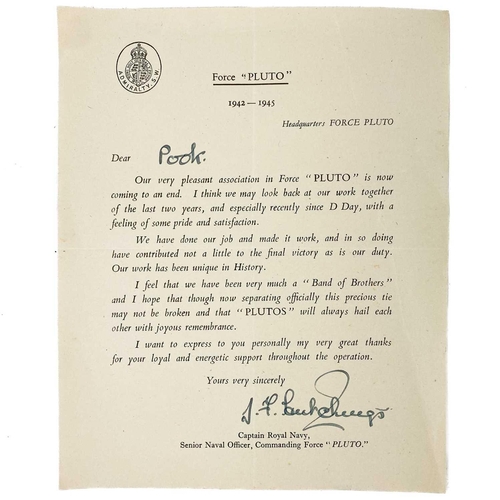 ADMIRALTY. S.W.
Force "PLUTO"
1942—1945
Headquarters FORCE PLUTO
Dear Pook.
Our very pleasant association in Force "PLUTO" is now
coming to an end. I think we may look back at our work together
of the last two years, and especially recently since D Day, with a
feeling of some pride and satisfaction.
We have done our job and made it work, and in so doing
have contributed not a little to the final victory as is our duty.
Our work has been unique in History.
I feel that we have been very much a "Band of Brothers"
and I hope that though now separating officially this precious tie
may not be broken and that "PLUTOS" will always hail each
other with joyous remembrance.
I want to express to you personally my very great thanks
for your loyal and energetic support throughout the operation.
Yours very sincerely
J. F. Hutchings
Captain Royal Navy,
Senior Naval Officer, Commanding Force "PLUTO."